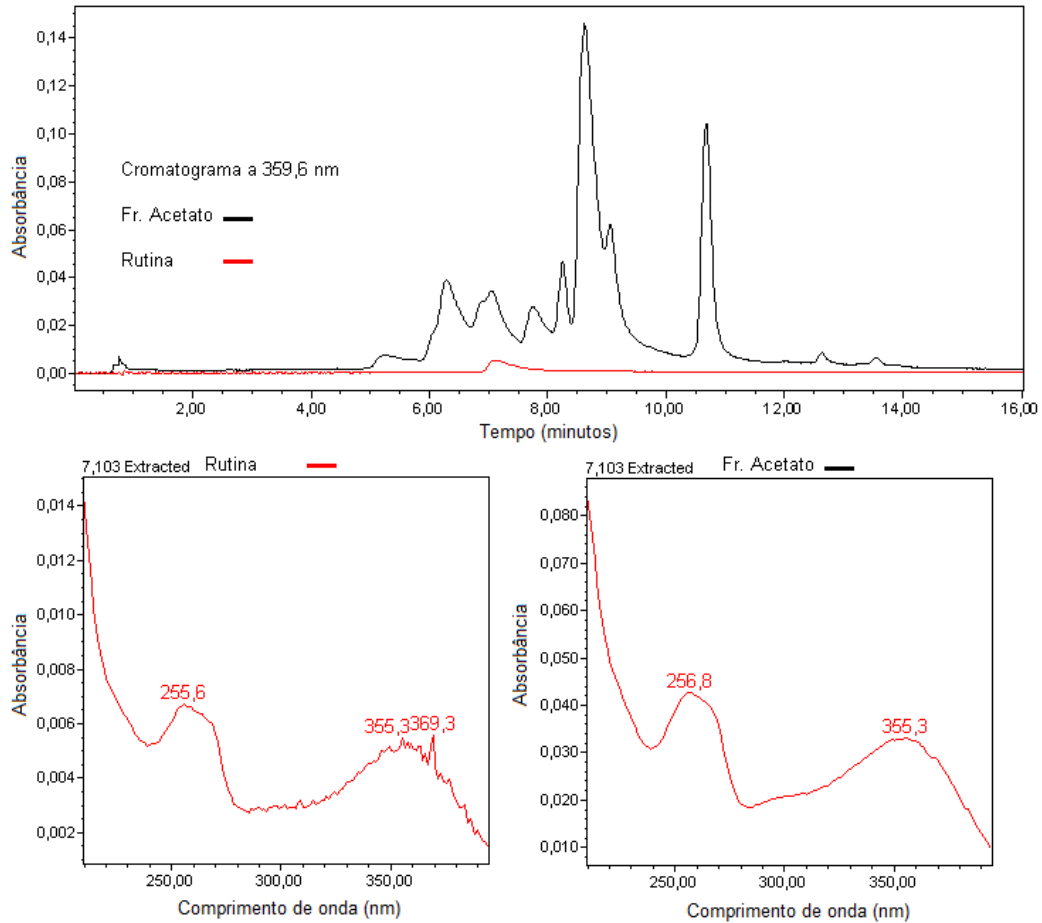 0,14
0,12
0,10
0,08
0,06
0,04
0,02
0,00
Absorbância
Cromatograma a 359,6 nm
Fr. Acetato
Rutina
2,00 4,00 6,00 8,00 10,00 12,00 14,00 16,00
Tempo (minutos)
7,103 Extracted Rutina
0,014
0,012
0,010
0,008
0,006
0,004
0,002
Absorbância
255,6
355,3 369,3
250,00 300,00 350,00
Comprimento de onda (nm)
7,103 Extracted Fr. Acetato
0,080
0,070
0,060
0,050
0,040
0,030
0,020
0,010
Absorbância
256,8
355,3
250,00 300,00 350,00
Comprimento de onda (nm)